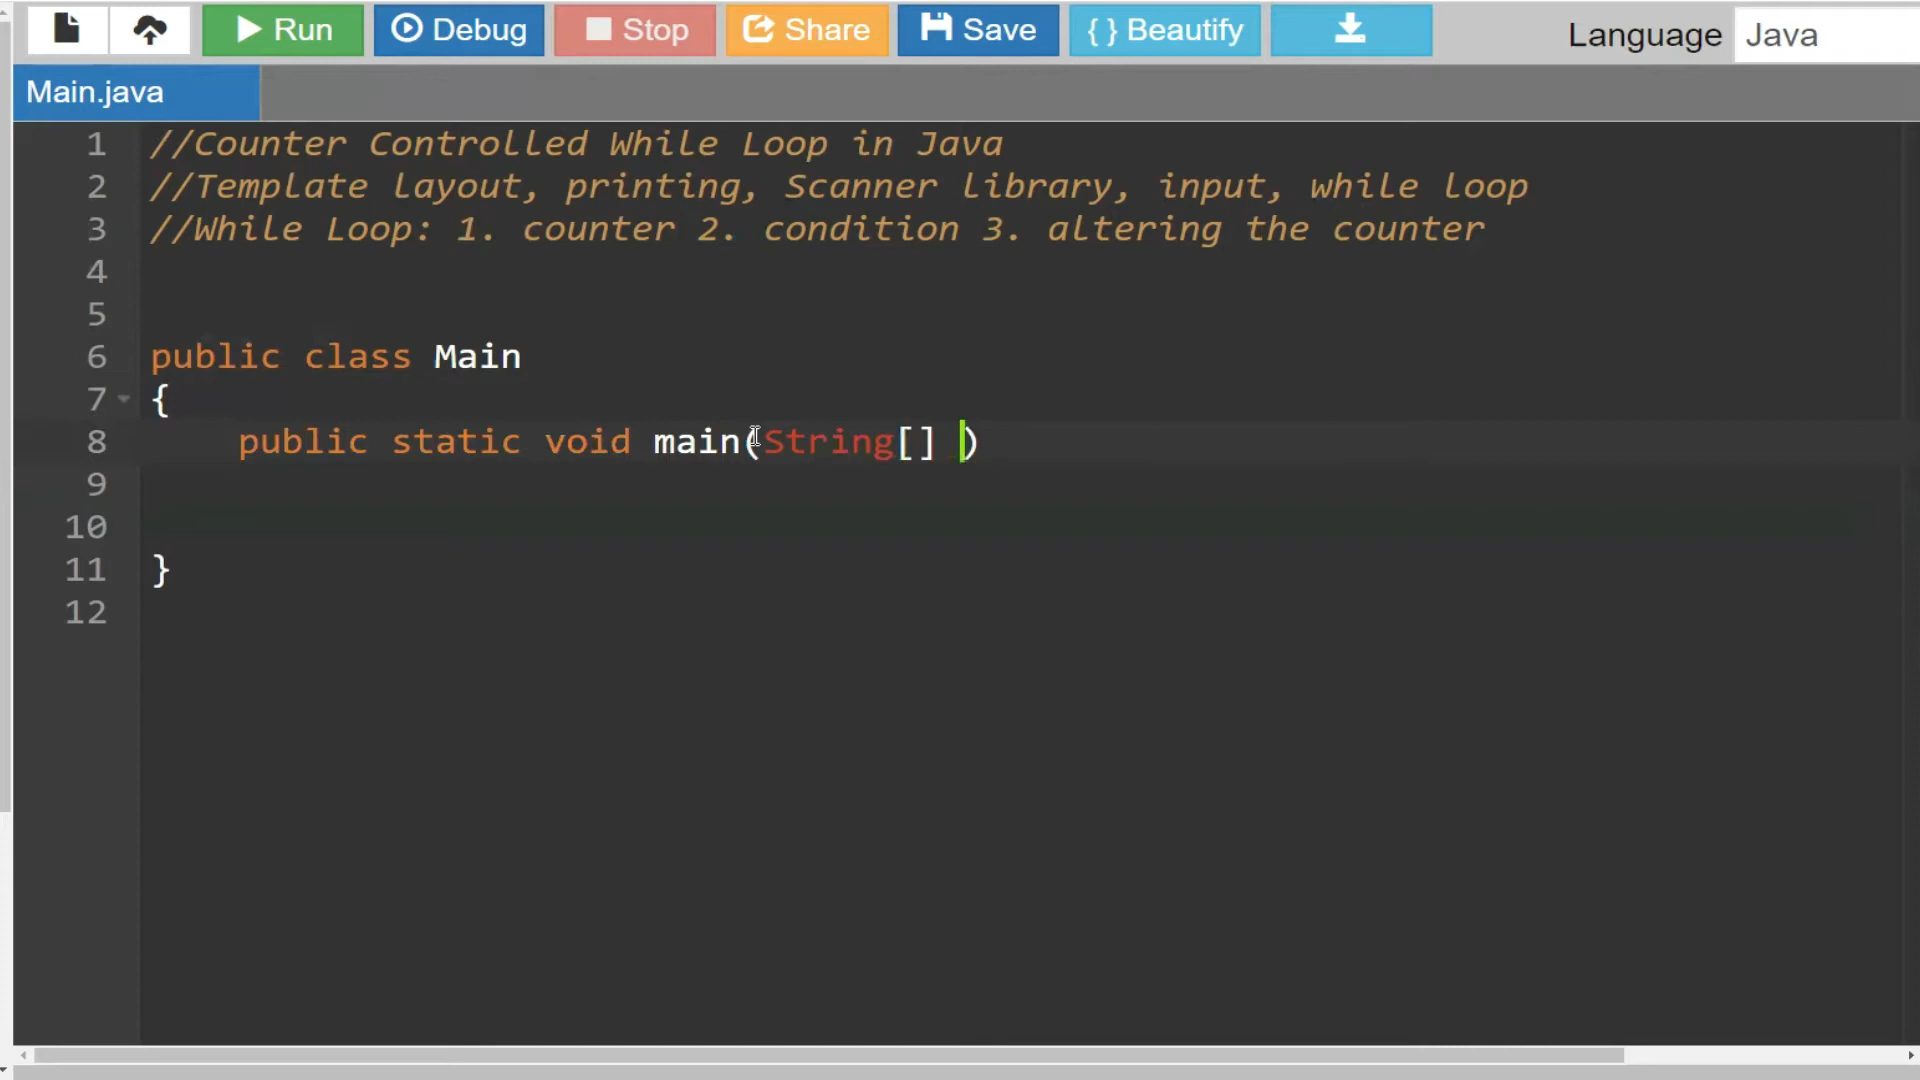 Run Debug Stop Share Save { } Beautify Language Java
Main.java
1 //Counter Controlled While Loop in Java
2 //Template layout, printing, Scanner library, input, while loop
3 //While Loop: 1. counter 2. condition 3. altering the counter
4
5
6 public class Main
7 {
8 public static void main(String[] )
9
10
11 }
12